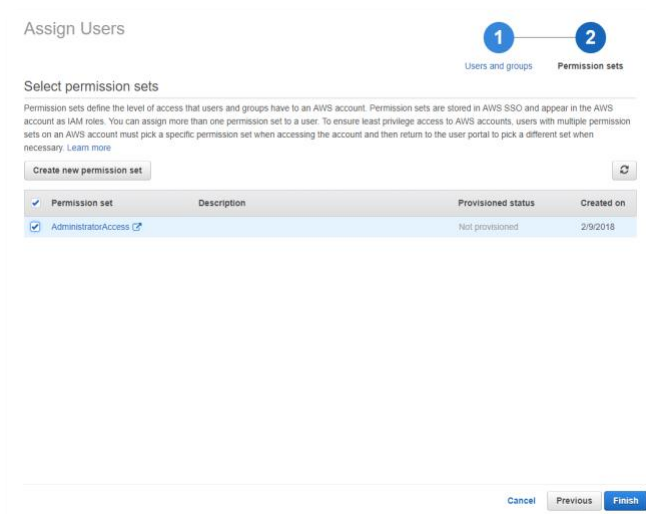 Assign Users
1
2
Users and groups
Permission sets
Select permission sets
Permission sets define the level of access that users and groups have to an AWS account. Permission sets are stored in AWS SSO and appear in the AWS
account as IAM roles. You can assign more than one permission set to a user. To ensure least privilege access to AWS accounts, users with multiple permission
sets on an AWS account must pick a specific permission set when accessing the account and then return to the user portal to pick a different set when
necessary. Learn more
Create new permission set
Permission set Description Provisioned status Created on
AdministratorAccess Not provisioned 2/9/2018
Cancel Previous Finish